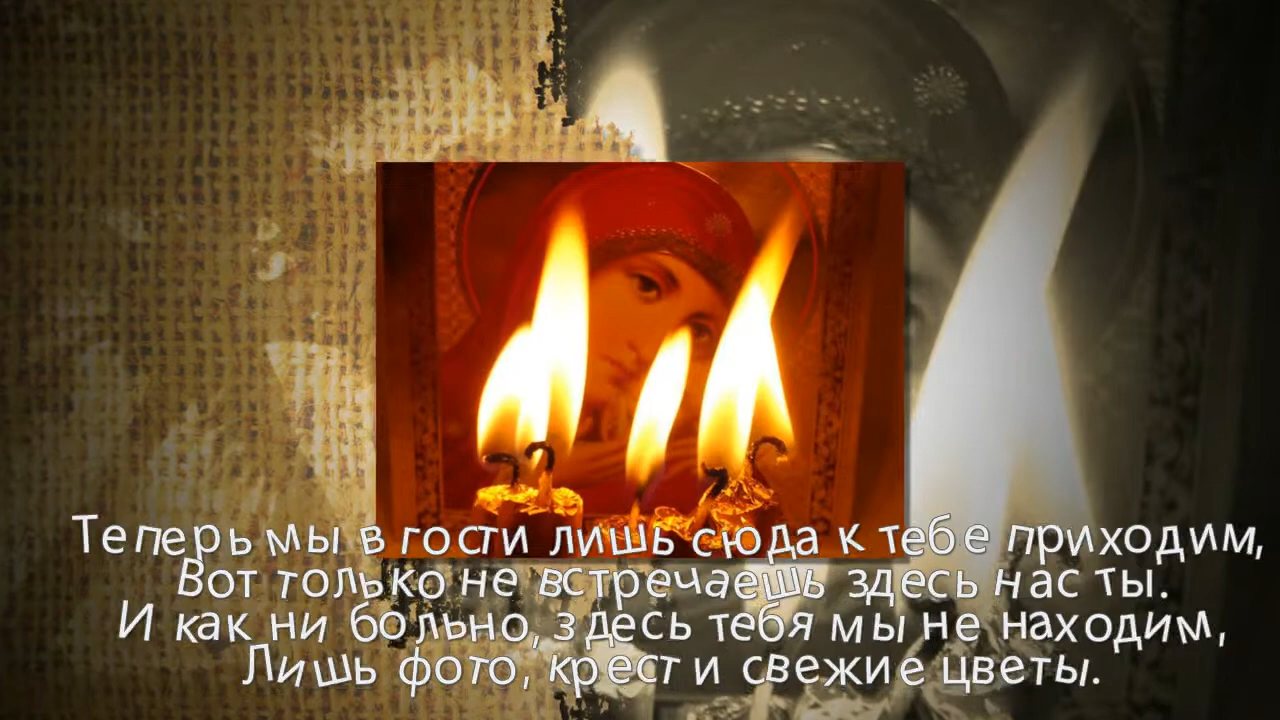 Теперь мы в гости лишь сюда к тебе приходим,
Вот только не встречаешь здесь нас ты.
И как ни больно, здесь тебя мы не находим,
Лишь фото, крест и свежие цветы.